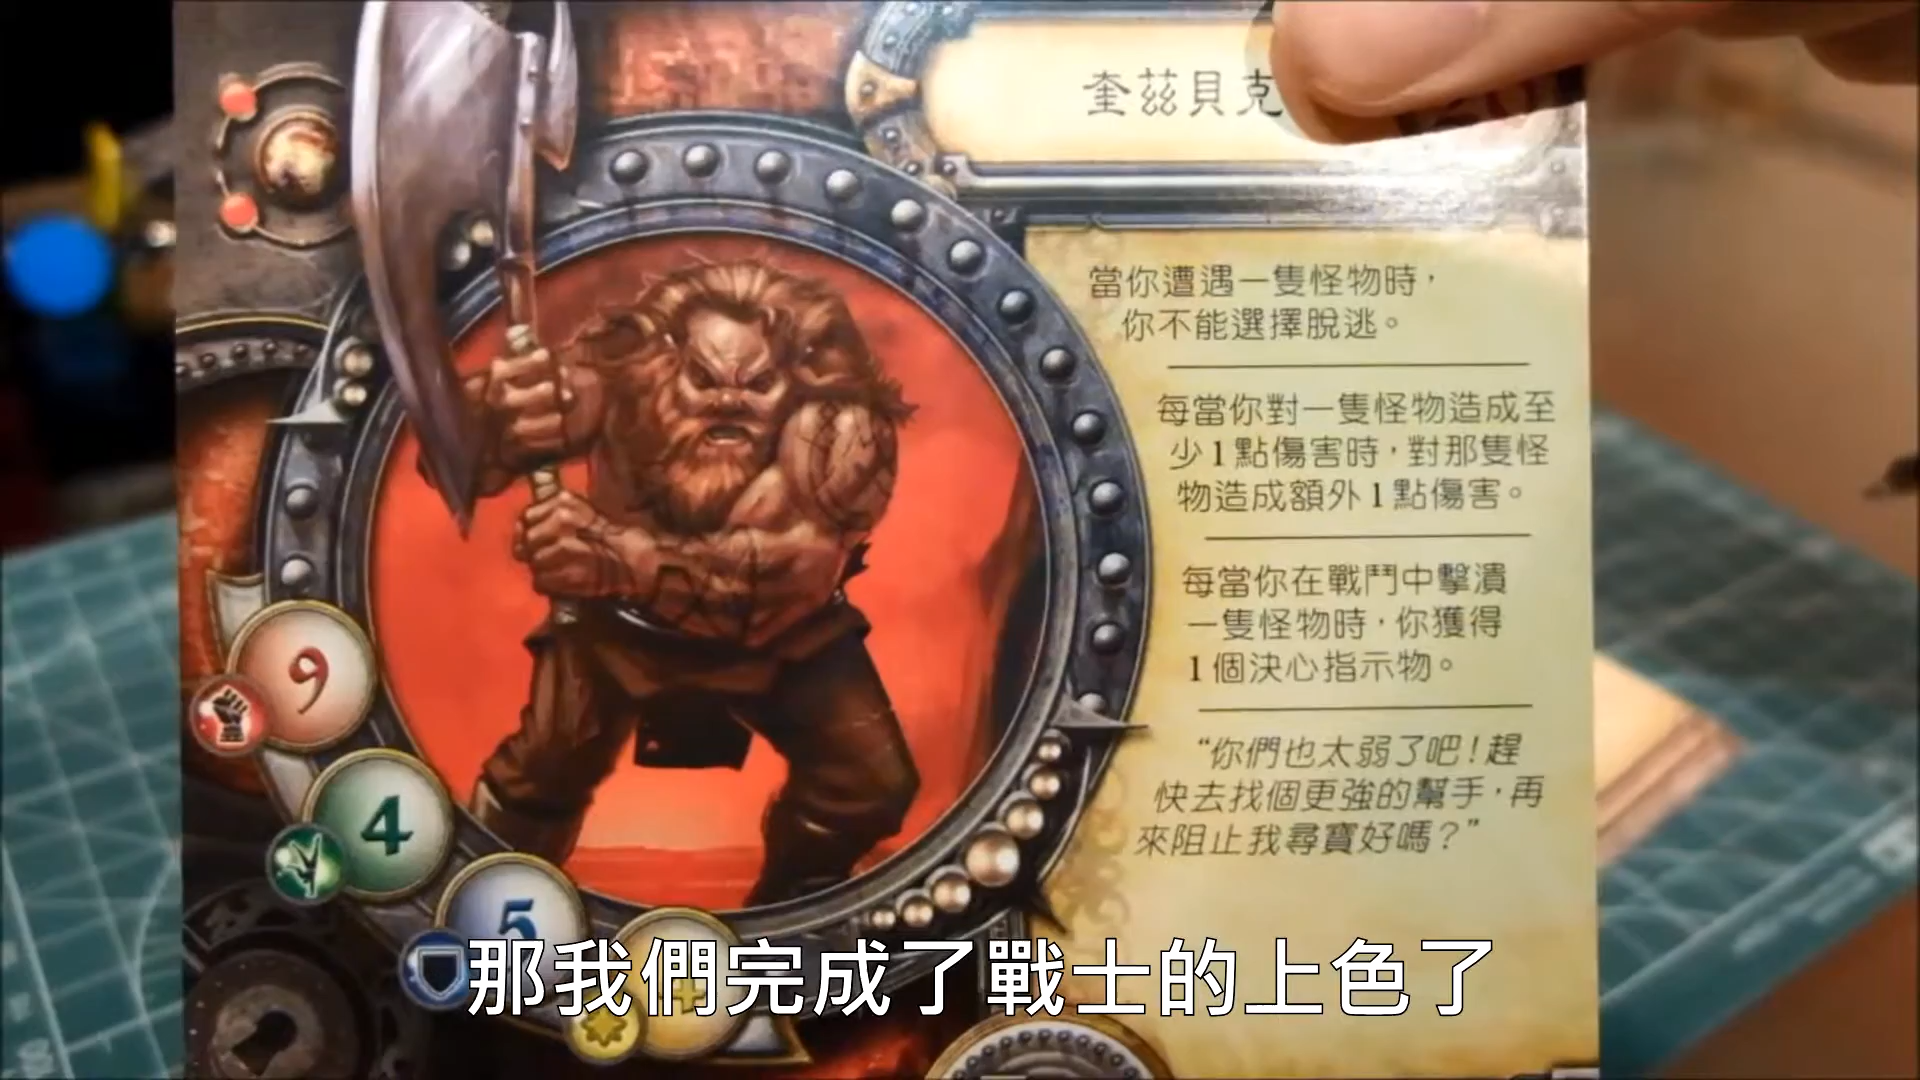 奎茲貝克
當你遭遇一隻怪物時，
你不能選擇脫逃。
每當你對一隻怪物造成至
少1點傷害時，對那隻怪
物造成額外1點傷害。
每當你在戰鬥中擊潰
一隻怪物時，你獲得
1個決心指示物。
“你們也太弱了吧！趕
快去找個更強的幫手，再
來阻止我尋寶好嗎？”
9
4
5
那我們完成了戰士的上色了